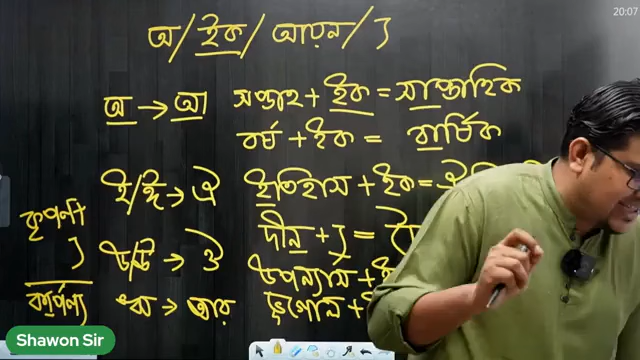 20:07
অ / ইক / আয়ন / ্য
অ → আ সপ্তাহ + ইক = সাপ্তাহিক
বর্ষ + ইক = বার্ষিক
ই/ঈ → ঐ ইতিহাস + ইক =
দীন + ্য =
উ/ঊ → ঔ উপন্যাস +
ঋ → আর ভূগোল +
কৃপণ +
্য
কার্পণ্য
Shawon Sir